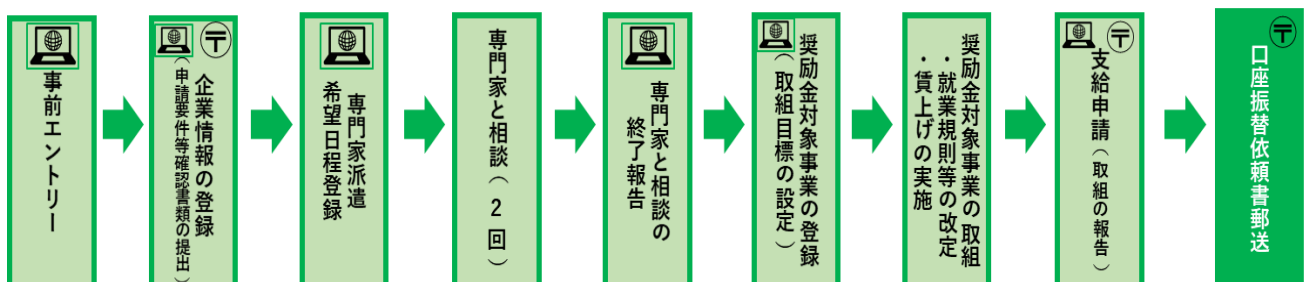 事前エントリー
〒
企業情報の登録
(申請要件等確認書類の提出)
専門家派遣
希望日程登録
専門家と相談(2回)
専門家と相談の
終了報告
奨励金対象事業の登録
(取組目標の設定)
奨励金対象事業の取組
・就業規則等の改定
・賃上げの実施
〒
支給申請(取組の報告)
〒
口座振替依頼書郵送